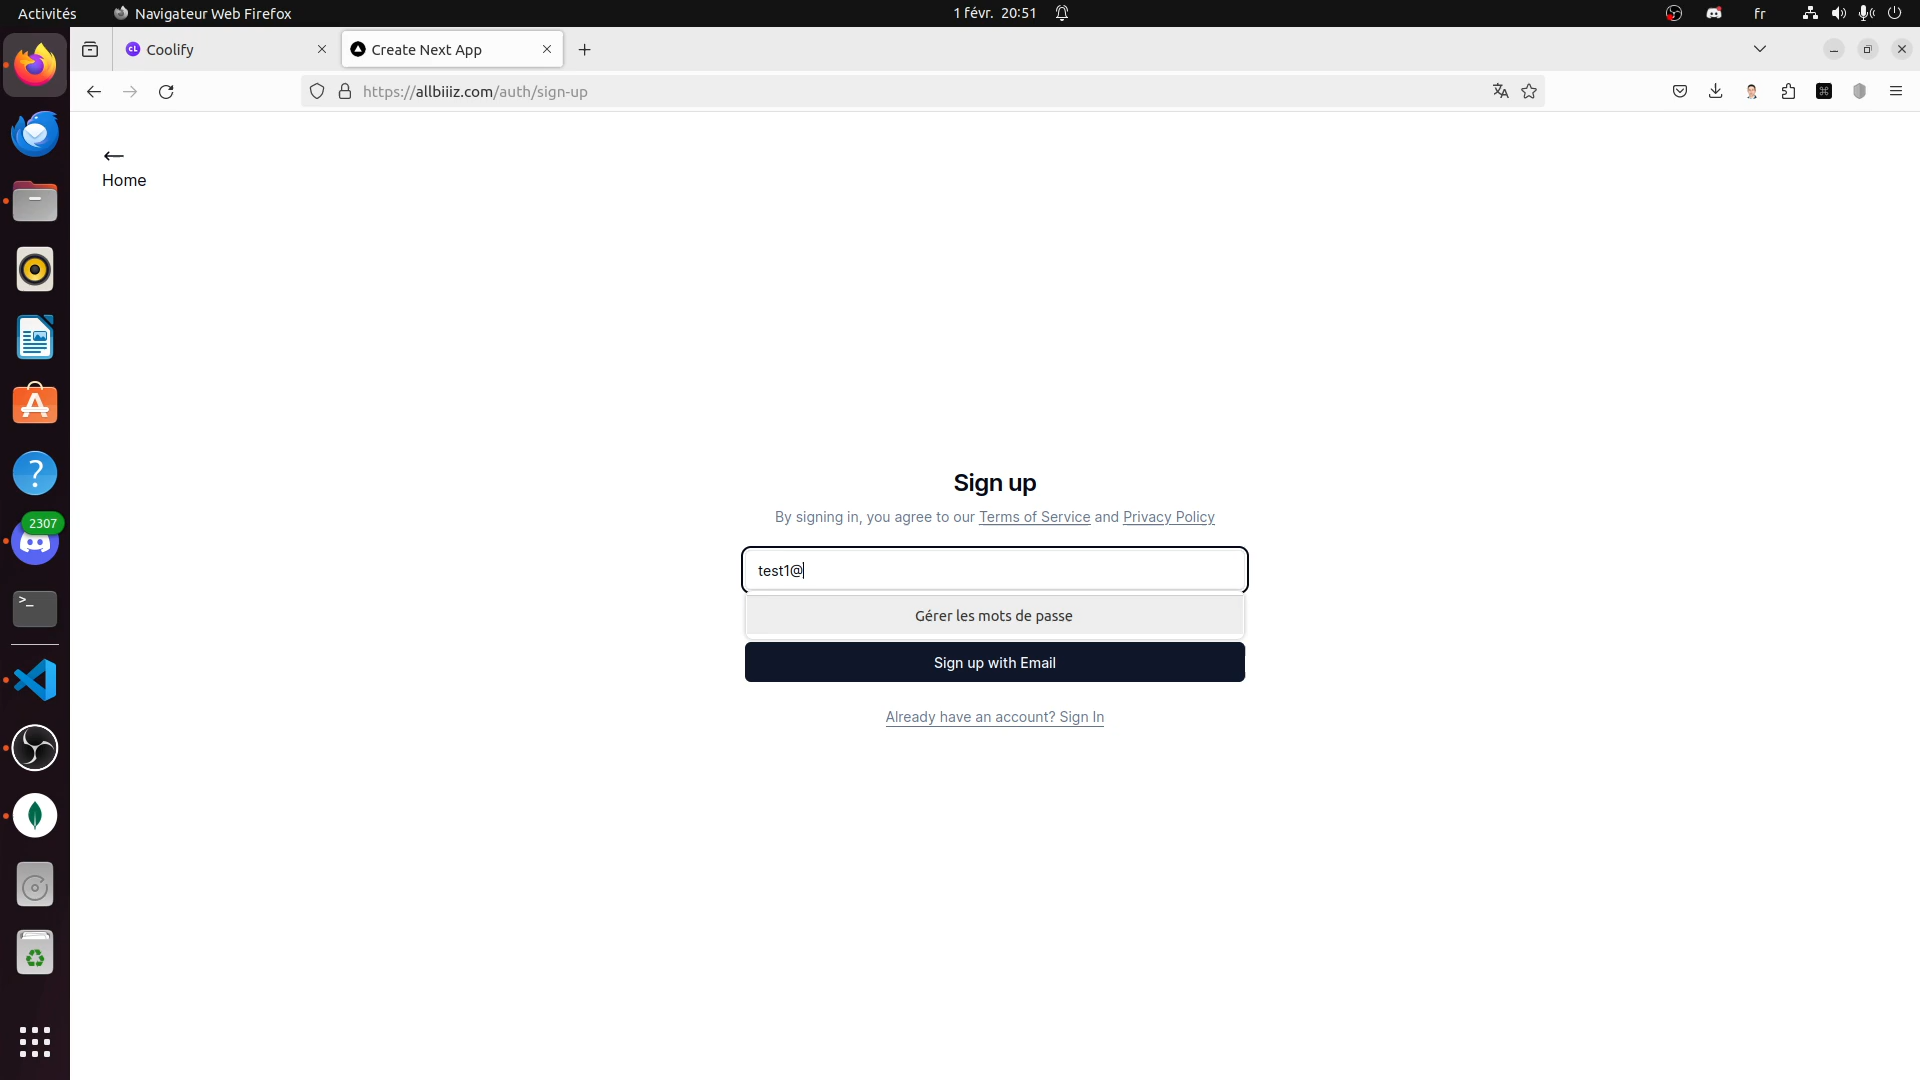 Activités
Navigateur Web Firefox
1 févr. 20:51
fr
CL
Coolify
Create Next App
https://allbiiiz.com/auth/sign-up
Home
Sign up
By signing in, you agree to our Terms of Service and Privacy Policy
test1@
Gérer les mots de passe
Sign up with Email
Already have an account? Sign In
2307